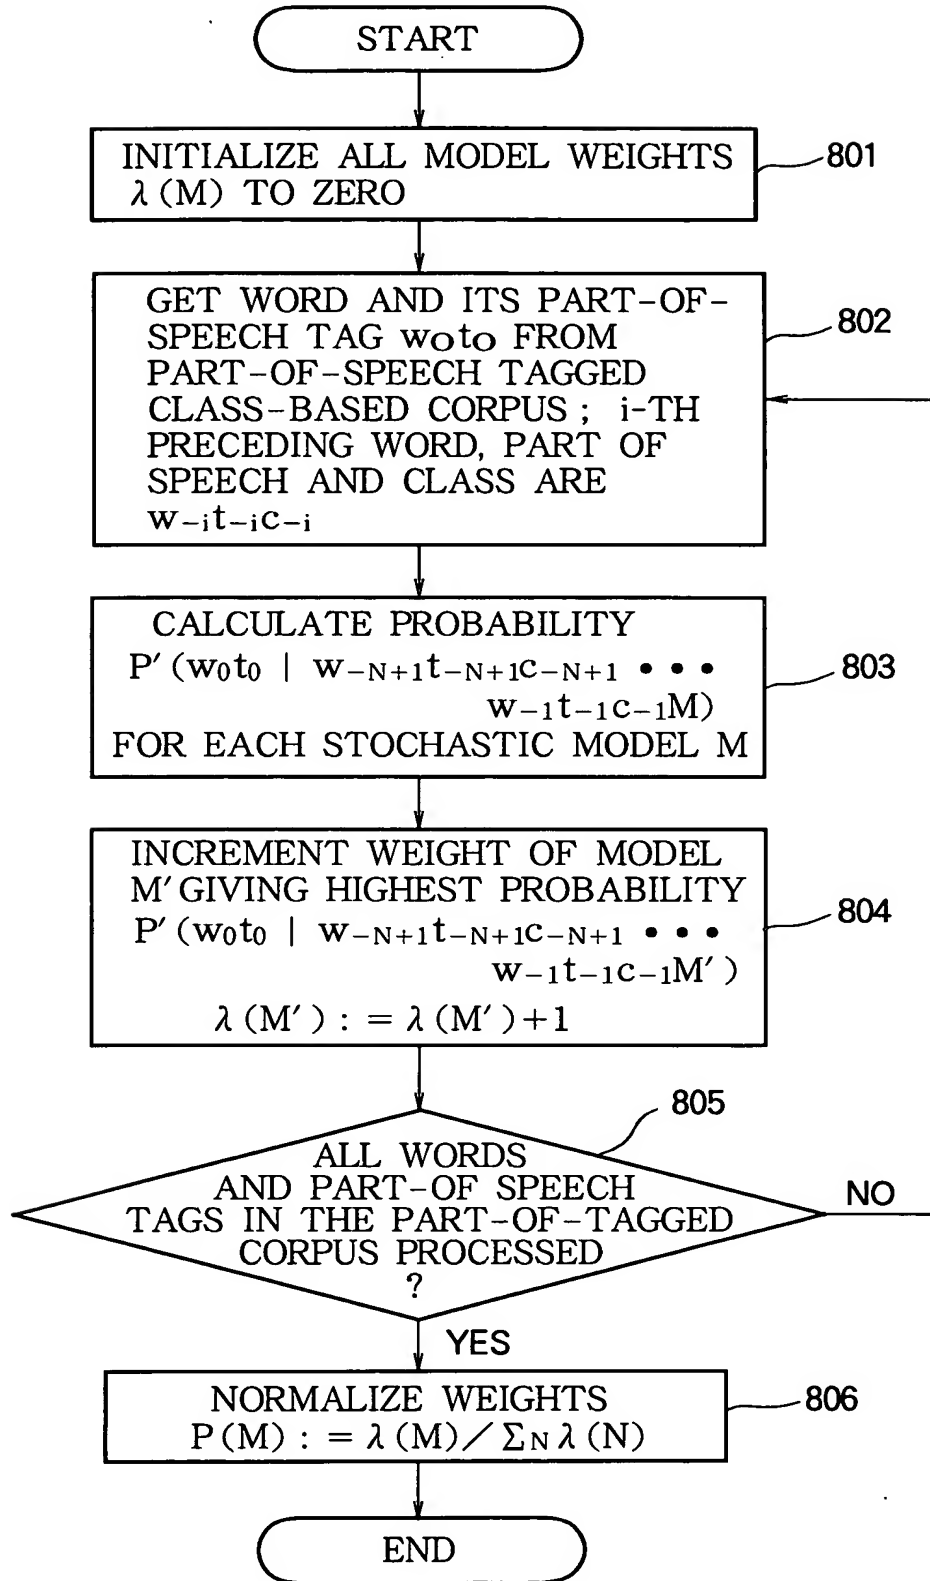 START
INITIALIZE ALL MODEL WEIGHTS
λ(M) TO ZERO
801
GET WORD AND ITS PART-OF-
SPEECH TAG w₀t₀ FROM
PART-OF-SPEECH TAGGED
CLASS-BASED CORPUS ; i-TH
PRECEDING WORD, PART OF
SPEECH AND CLASS ARE
w₋ᵢt₋ᵢc₋ᵢ
802
CALCULATE PROBABILITY
P′(w₀t₀ | w₋N₊₁t₋N₊₁c₋N₊₁ • • •
w₋₁t₋₁c₋₁M)
FOR EACH STOCHASTIC MODEL M
803
INCREMENT WEIGHT OF MODEL
M′ GIVING HIGHEST PROBABILITY
P′(w₀t₀ | w₋N₊₁t₋N₊₁c₋N₊₁ • • •
w₋₁t₋₁c₋₁M′)
λ(M′) : = λ(M′)+1
804
805
ALL WORDS
AND PART-OF SPEECH
TAGS IN THE PART-OF-TAGGED
CORPUS PROCESSED
?
NO
YES
NORMALIZE WEIGHTS
P(M) : = λ(M)/ΣN λ(N)
806
END